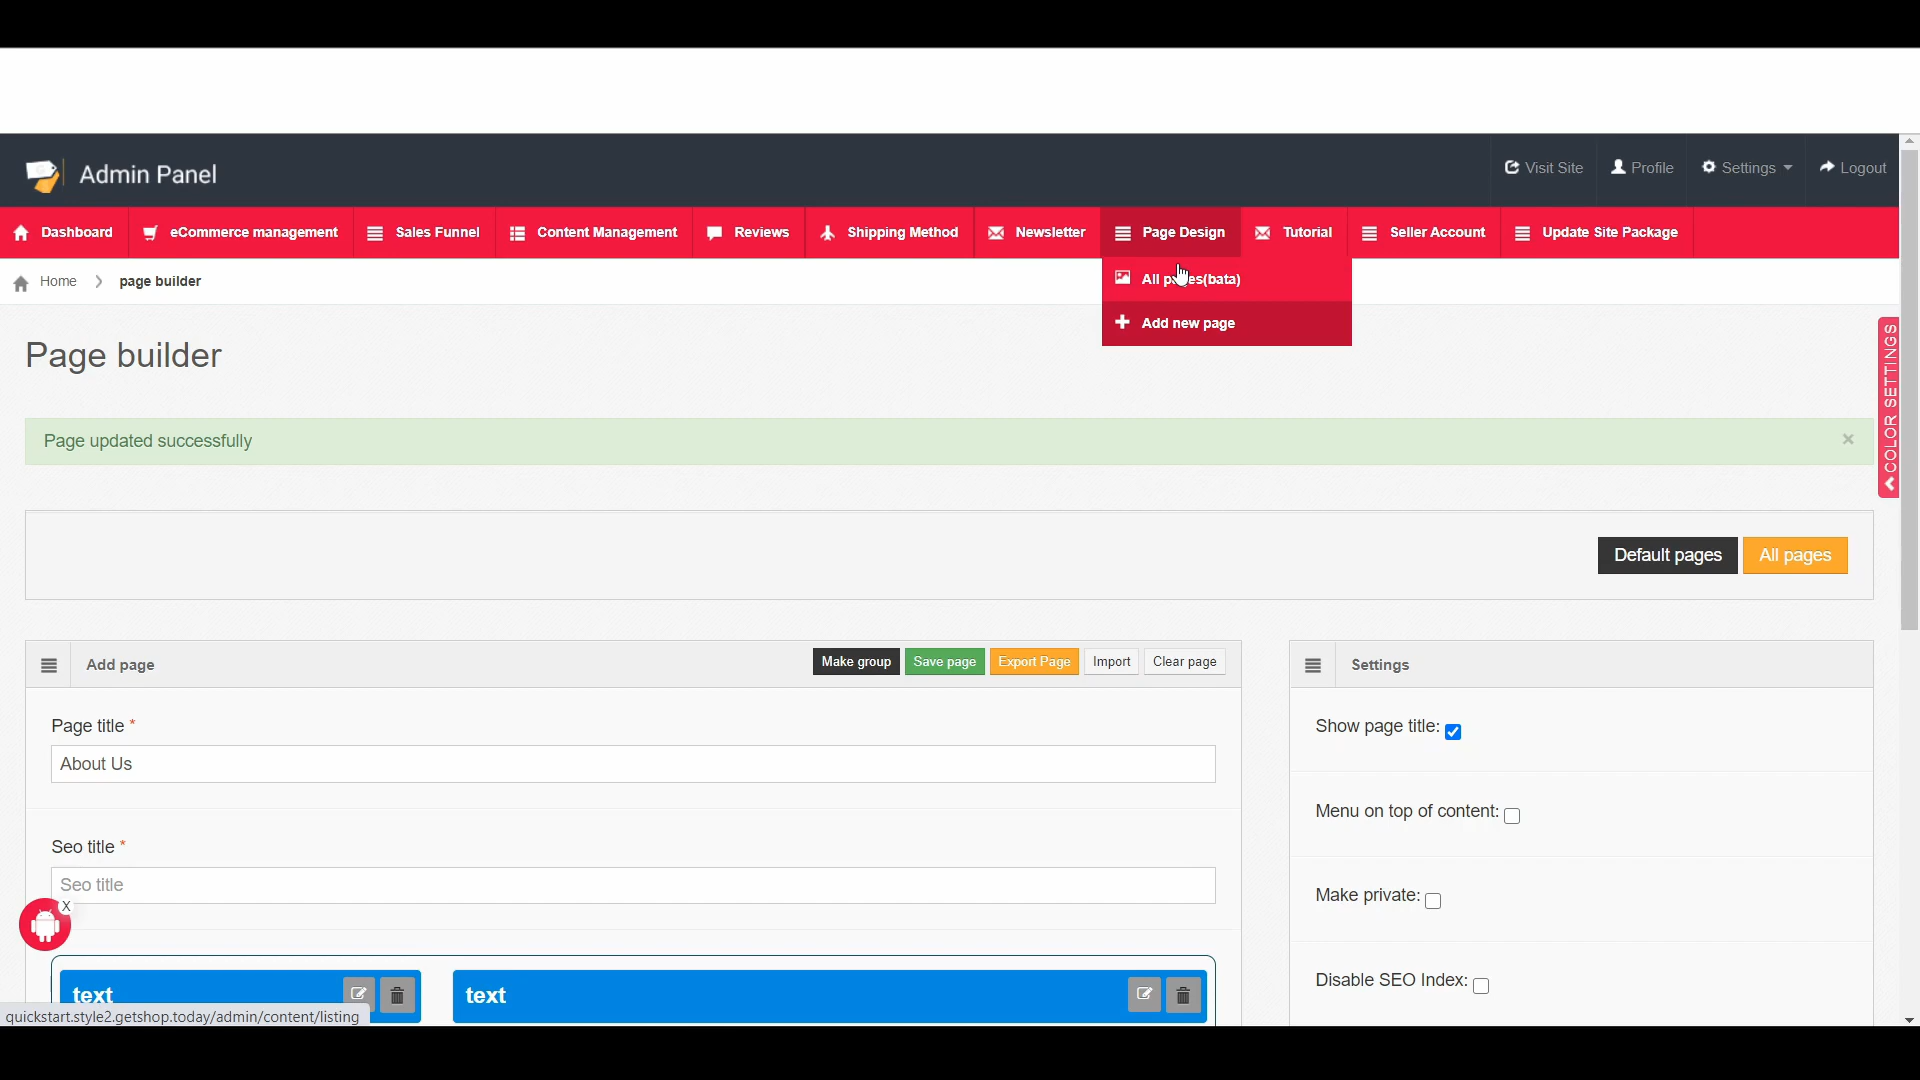 Admin Panel
Visit Site Profile Settings Logout
Dashboard eCommerce management Sales Funnel Content Management Reviews Shipping Method Newsletter Page Design Tutorial Seller Account Update Site Package
Home page builder
All pages(bata)
Add new page
COLOR SETTINGS
Page builder
Page updated successfully
×
Default pages All pages
Add page Make group Save page Export Page Import Clear page
Settings
Page title *
About Us
Show page title:
Menu on top of content:
Seo title *
Seo title
Make private:
X
Disable SEO Index:
text text
quickstart.style2.getshop.today/admin/content/listing